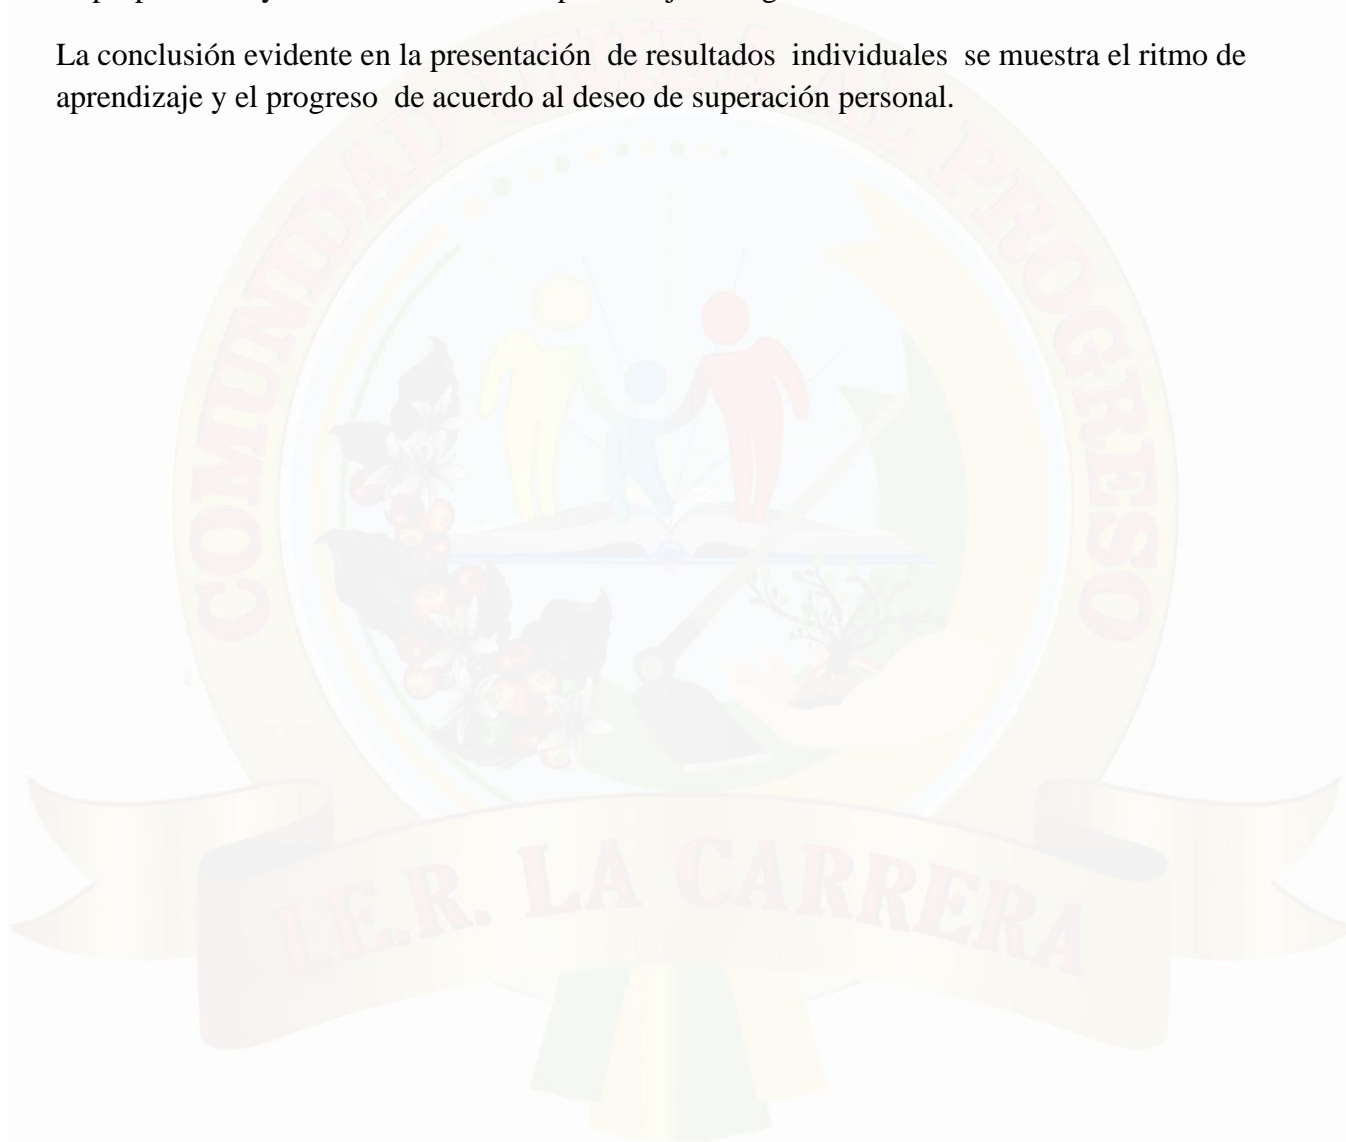 La conclusión evidente en la presentación de resultados individuales se muestra el ritmo de
aprendizaje y el progreso de acuerdo al deseo de superación personal.
COMUNIDAD
AL PROGRESO
I.E.R. LA CARRERA